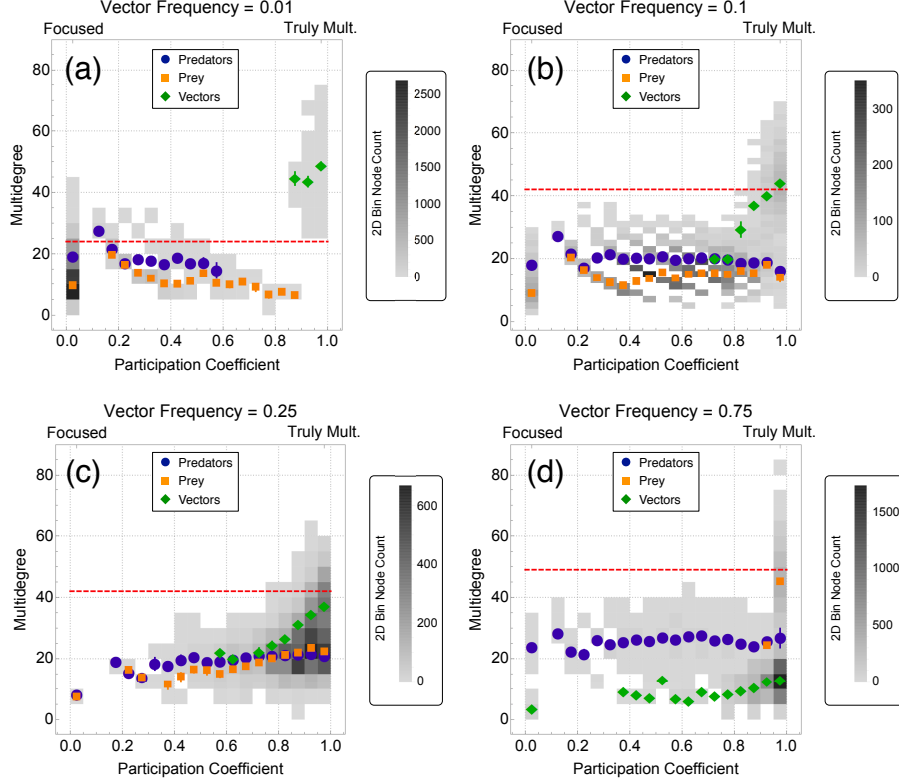 Vector Frequency = 0.01
Focused
Truly Mult.
(a)
Predators
Prey
Vectors
80
60
40
20
0
Multidegree
0.0 0.2 0.4 0.6 0.8 1.0
Participation Coefficient
2500
2000
1500
1000
500
0
2D Bin Node Count
Vector Frequency = 0.1
Focused
Truly Mult.
(b)
Predators
Prey
Vectors
80
60
40
20
0
Multidegree
0.0 0.2 0.4 0.6 0.8 1.0
Participation Coefficient
300
200
100
0
2D Bin Node Count
Vector Frequency = 0.25
Focused
Truly Mult.
(c)
Predators
Prey
Vectors
80
60
40
20
0
Multidegree
0.0 0.2 0.4 0.6 0.8 1.0
Participation Coefficient
600
400
200
0
2D Bin Node Count
Vector Frequency = 0.75
Focused
Truly Mult.
(d)
Predators
Prey
Vectors
80
60
40
20
0
Multidegree
0.0 0.2 0.4 0.6 0.8 1.0
Participation Coefficient
1500
1000
500
0
2D Bin Node Count